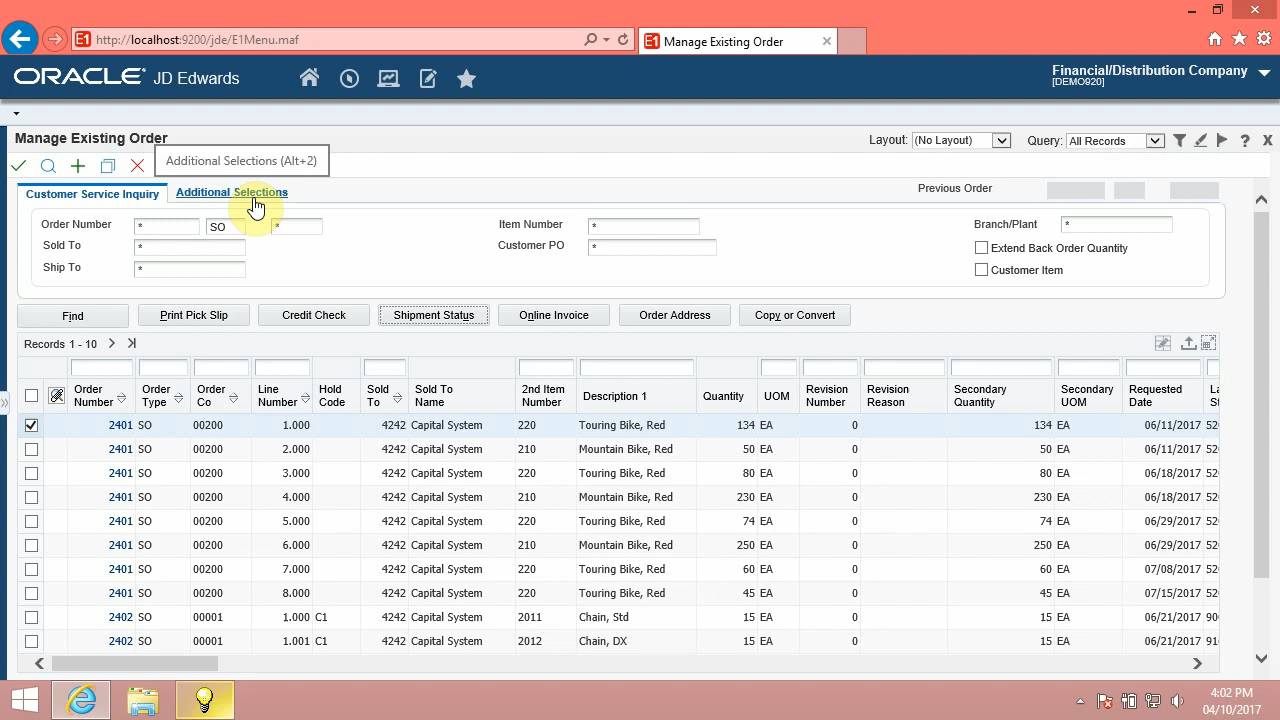 http://localhost:9200/jde/E1Menu.maf
E1 Manage Existing Order
ORACLE JD Edwards
Financial/Distribution Company
[DEMO920]
Manage Existing Order
Layout: (No Layout) Query: All Records
Additional Selections (Alt+2)
Customer Service Inquiry Additional Selections Previous Order
Order Number * SO * Item Number * Branch/Plant *
Sold To * Customer PO * Extend Back Order Quantity
Ship To * Customer Item
Find Print Pick Slip Credit Check Shipment Status Online Invoice Order Address Copy or Convert
Records 1 - 10
Order Number Order Type Order Co Line Number Hold Code Sold To Sold To Name 2nd Item Number Description 1 Quantity UOM Revision Number Revision Reason Secondary Quantity Secondary UOM Requested Date
2401 SO 00200 1.000 4242 Capital System 220 Touring Bike, Red 134 EA 0 134 EA 06/11/2017
2401 SO 00200 2.000 4242 Capital System 210 Mountain Bike, Red 50 EA 0 50 EA 06/11/2017
2401 SO 00200 3.000 4242 Capital System 220 Touring Bike, Red 80 EA 0 80 EA 06/18/2017
2401 SO 00200 4.000 4242 Capital System 210 Mountain Bike, Red 230 EA 0 230 EA 06/18/2017
2401 SO 00200 5.000 4242 Capital System 220 Touring Bike, Red 74 EA 0 74 EA 06/29/2017
2401 SO 00200 6.000 4242 Capital System 210 Mountain Bike, Red 250 EA 0 250 EA 06/29/2017
2401 SO 00200 7.000 4242 Capital System 220 Touring Bike, Red 60 EA 0 60 EA 07/08/2017
2401 SO 00200 8.000 4242 Capital System 220 Touring Bike, Red 45 EA 0 45 EA 07/15/2017
2402 SO 00001 1.000 C1 4242 Capital System 2011 Chain, Std 15 EA 0 15 EA 06/21/2017
2402 SO 00001 1.001 C1 4242 Capital System 2012 Chain, DX 15 EA 0 15 EA 06/21/2017
4:02 PM
04/10/2017